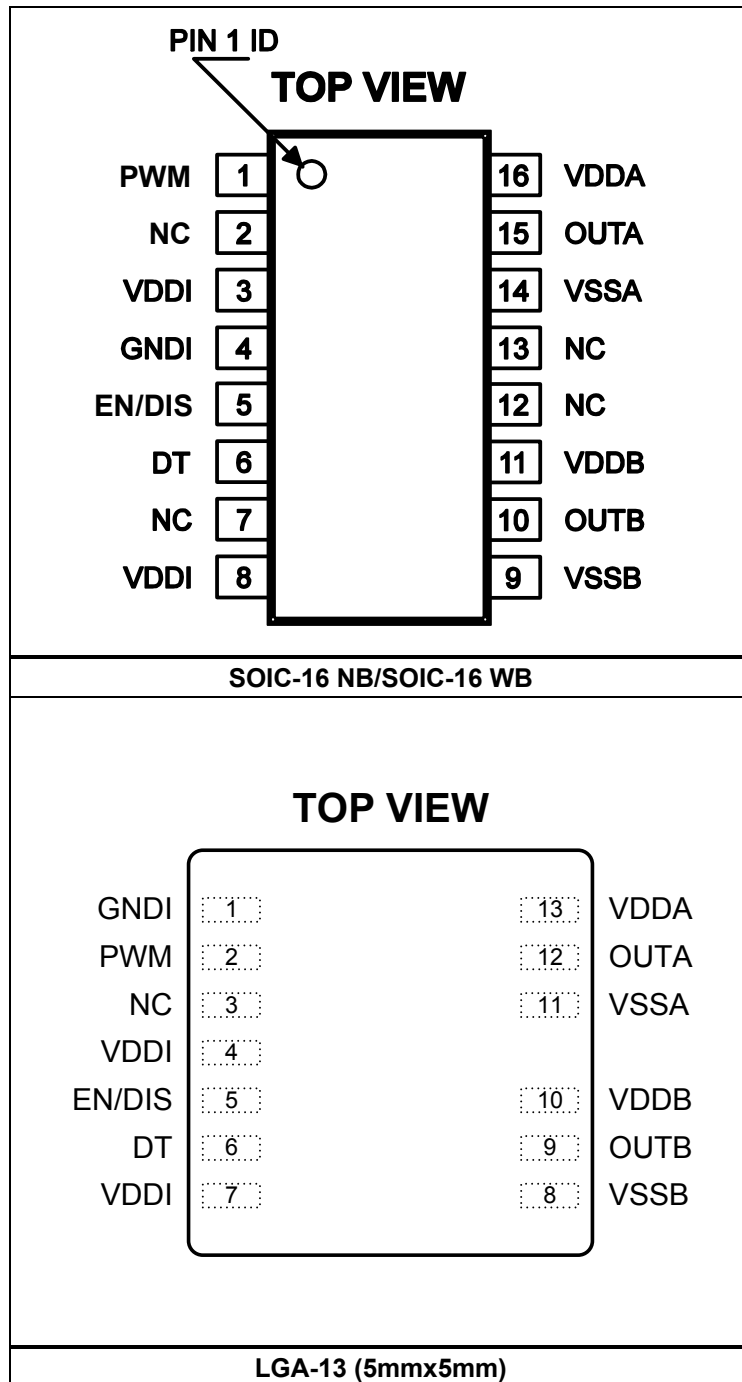 PIN 1 ID
TOP VIEW
PWM 1 16 VDDA
NC 2 15 OUTA
VDDI 3 14 VSSA
GNDI 4 13 NC
EN/DIS 5 12 NC
DT 6 11 VDDB
NC 7 10 OUTB
VDDI 8 9 VSSB
SOIC-16 NB/SOIC-16 WB
TOP VIEW
GNDI 1 13 VDDA
PWM 2 12 OUTA
NC 3 11 VSSA
VDDI 4
EN/DIS 5 10 VDDB
DT 6 9 OUTB
VDDI 7 8 VSSB
LGA-13 (5mmx5mm)